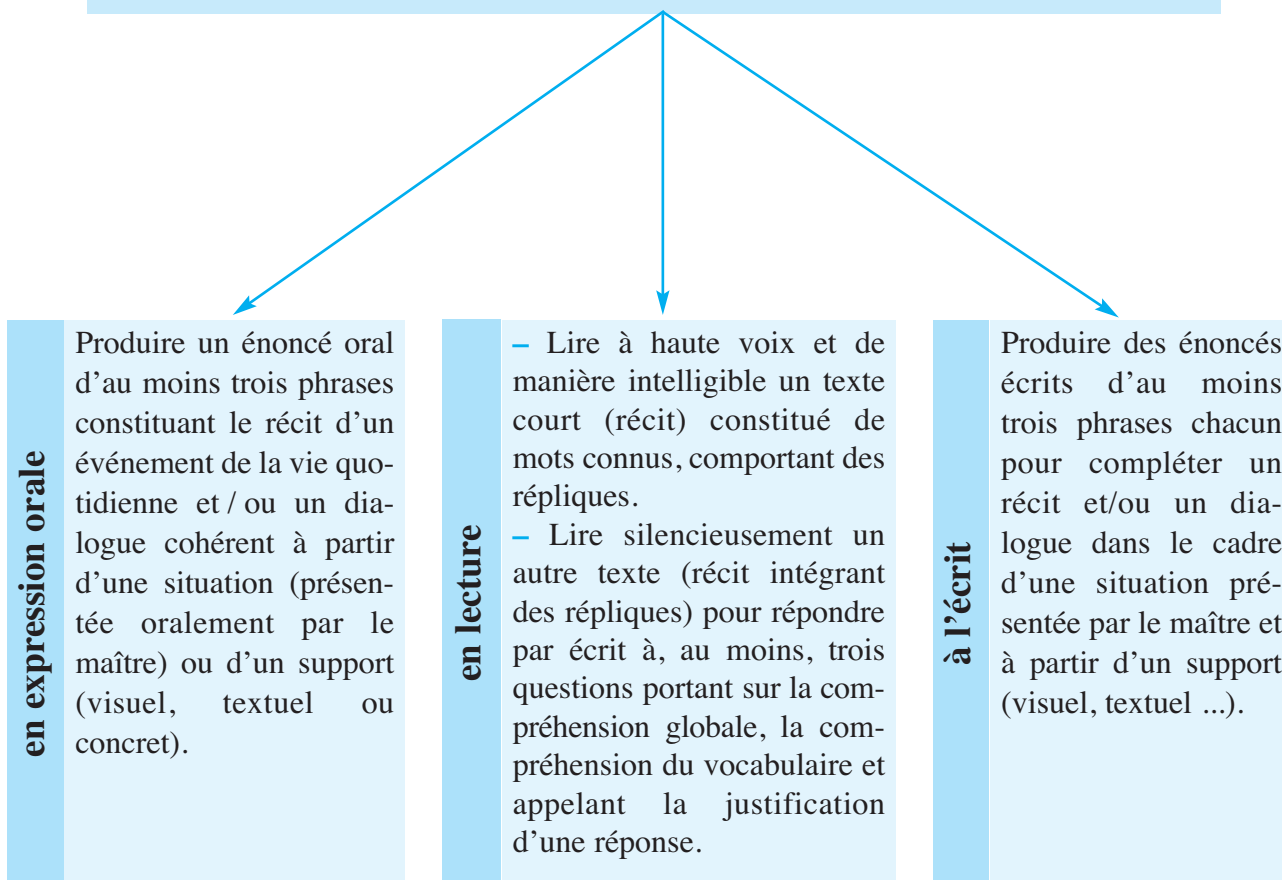 en expression orale
Produire un énoncé oral
d’au moins trois phrases
constituant le récit d’un
événement de la vie quo-
tidienne et / ou un dia-
logue cohérent à partir
d’une situation (présen-
tée oralement par le
maître) ou d’un support
(visuel, textuel ou
concret).
en lecture
– Lire à haute voix et de
manière intelligible un texte
court (récit) constitué de
mots connus, comportant des
répliques.
– Lire silencieusement un
autre texte (récit intégrant
des répliques) pour répondre
par écrit à, au moins, trois
questions portant sur la com-
préhension globale, la com-
préhension du vocabulaire et
appelant la justification
d’une réponse.
à l’écrit
Produire des énoncés
écrits d’au moins
trois phrases chacun
pour compléter un
récit et/ou un dia-
logue dans le cadre
d’une situation pré-
sentée par le maître et
à partir d’un support
(visuel, textuel ...).